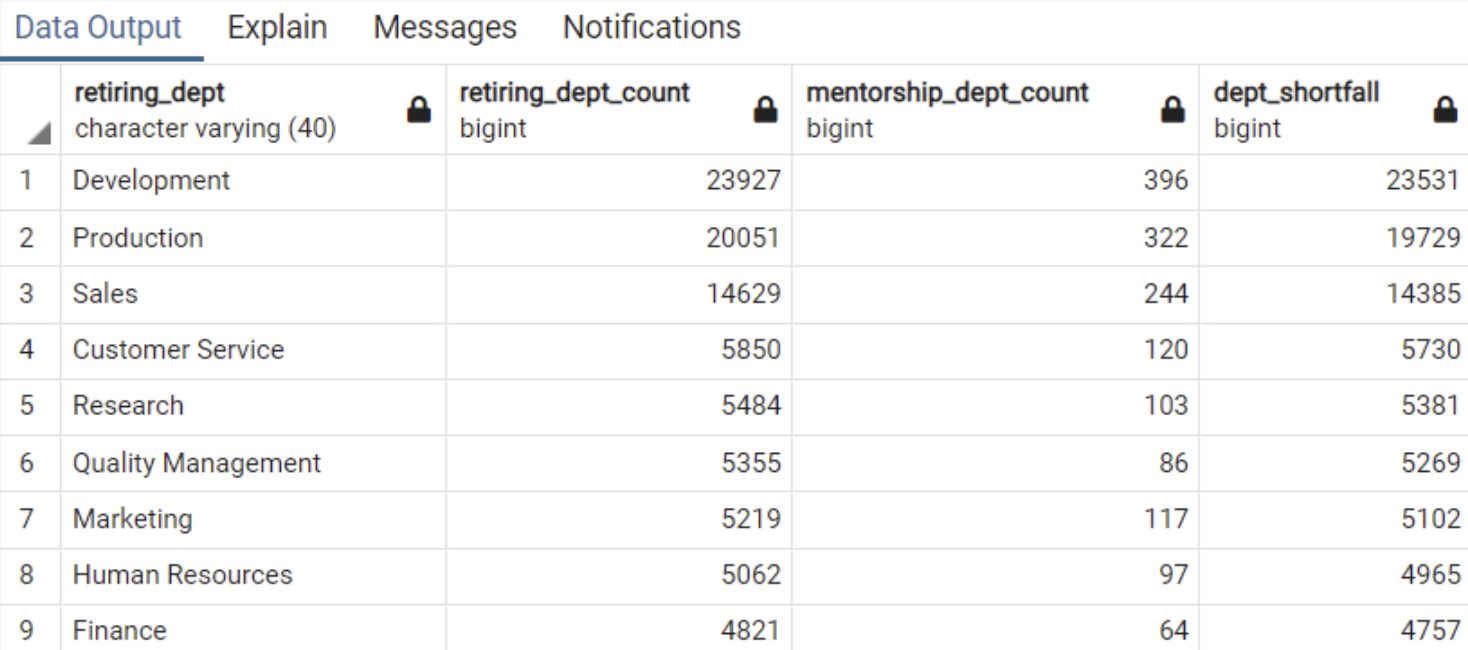 Data Output Explain Messages Notifications
retiring_dept retiring_dept_count mentorship_dept_count dept_shortfall
character varying (40) bigint bigint bigint
1 Development 23927 396 23531
2 Production 20051 322 19729
3 Sales 14629 244 14385
4 Customer Service 5850 120 5730
5 Research 5484 103 5381
6 Quality Management 5355 86 5269
7 Marketing 5219 117 5102
8 Human Resources 5062 97 4965
9 Finance 4821 64 4757